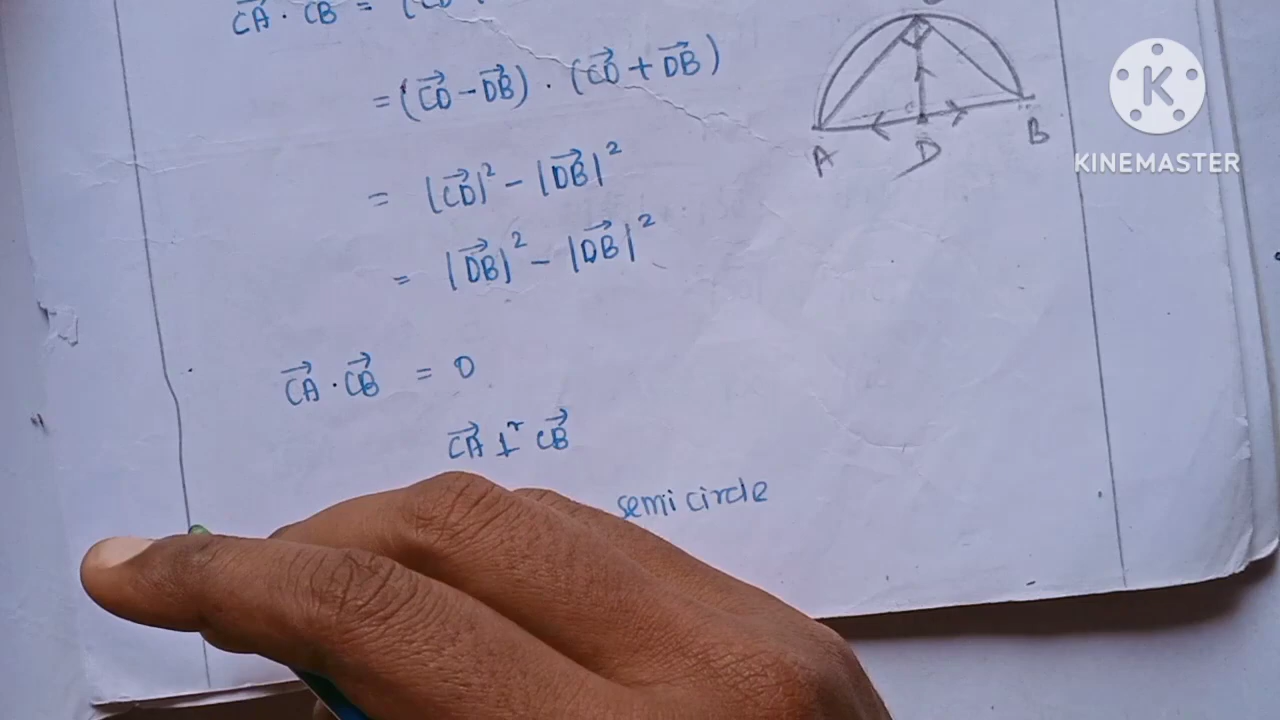 CA⃗ · CB⃗ = (CD⃗
= (CD⃗ - DB⃗) · (CD⃗ + DB⃗)
= |CD⃗|² - |DB⃗|²
= |DB⃗|² - |DB⃗|²
CA⃗ · CB⃗ = 0
CA⃗ ⊥ʳ CB⃗
semi circle
A D B
K
KINEMASTER